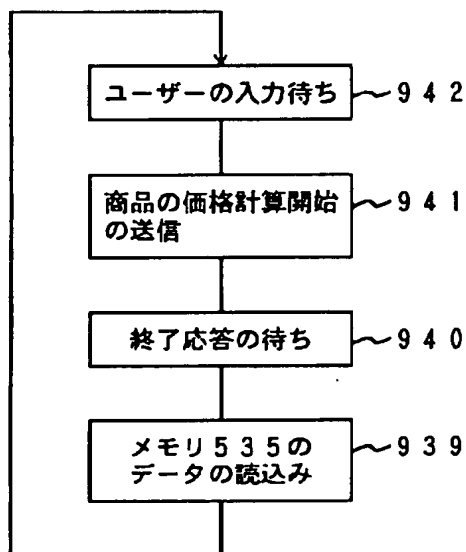 ユーザーの入力待ち
942
商品の価格計算開始
の送信
941
終了応答の待ち
940
メモリ535の
データの読込み
939